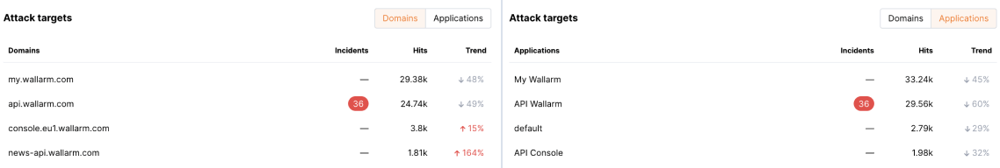 Attack targets Domains Applications
Domains Incidents Hits Trend
my.wallarm.com — 29.38k ↓ 48%
api.wallarm.com 36 24.74k ↓ 49%
console.eu1.wallarm.com — 3.8k ↑ 15%
news-api.wallarm.com — 1.81k ↑ 164%
Attack targets Domains Applications
Applications Incidents Hits Trend
My Wallarm — 33.24k ↓ 45%
API Wallarm 36 29.56k ↓ 60%
default — 2.79k ↓ 29%
API Console — 1.98k ↓ 32%